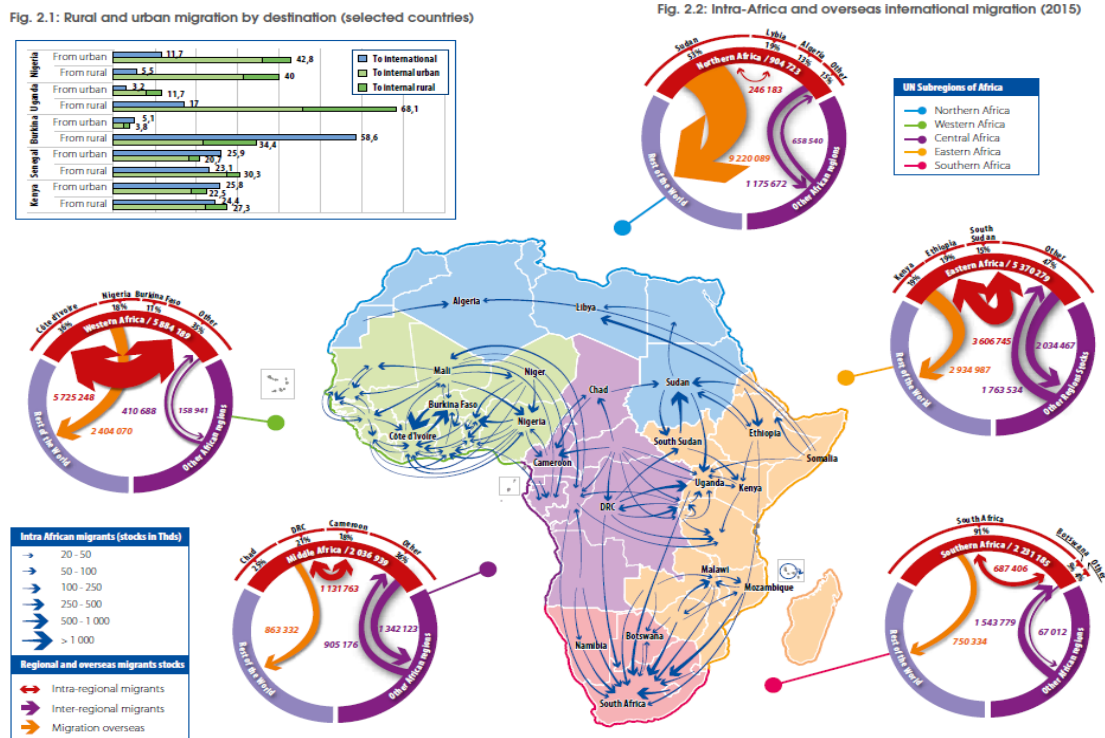 Fig. 2.1: Rural and urban migration by destination (selected countries)
Fig. 2.2: Intra-Africa and overseas international migration (2015)
Nigeria
From urban
11,7
42,8
From rural
5,5
40
Uganda
From urban
3,2
11,7
From rural
17
68,1
Burkina
From urban
5,1
3,8
From rural
58,6
34,4
Senegal
From urban
25,9
20,7
From rural
23,1
30,3
Kenya
From urban
25,8
22,5
From rural
24,4
27,3
To international
To internal urban
To internal rural
Sudan
53%
Lybia
19%
Algeria
13%
Other
15%
Northern Africa / 904 723
246 183
658 540
9 220 089
1 175 672
Rest of the World
Other African regions
UN Subregions of Africa
Northern Africa
Western Africa
Central Africa
Eastern Africa
Southern Africa
Kenya
19%
Ethiopia
19%
South
Sudan
15%
Other
47%
Eastern Africa / 5 370 279
3 606 745
2 034 467
2 934 987
1 763 534
Rest of the World
Other Regions Stocks
Côte d'Ivoire
36%
Nigeria
18%
Burkina Faso
11%
Other
35%
Western Africa / 5 884 189
5 725 248
410 688
158 941
2 404 070
Rest of the World
Other African regions
Algeria
Libya
Mali
Niger
Chad
Sudan
Burkina Faso
Nigeria
Côte d'Ivoire
Cameroon
South Sudan
Ethiopia
Somalia
Uganda
Kenya
DRC
Malawi
Mozambique
Namibia
Botswana
South Africa
Intra African migrants (stocks in Thds)
20 - 50
50 - 100
100 - 250
250 - 500
500 - 1 000
> 1 000
Regional and overseas migrants stocks
Intra-regional migrants
Inter-regional migrants
Migration overseas
Chad
25%
DRC
21%
Cameroon
18%
Other
36%
Middle Africa / 2 036 939
1 131 763
863 332
1 342 123
905 176
Rest of the World
Other African regions
South Africa
91%
Botswana
5%
Other
4%
Southern Africa / 2 231 185
687 406
1 543 779
67 012
750 334
Rest of the World
Other African regions